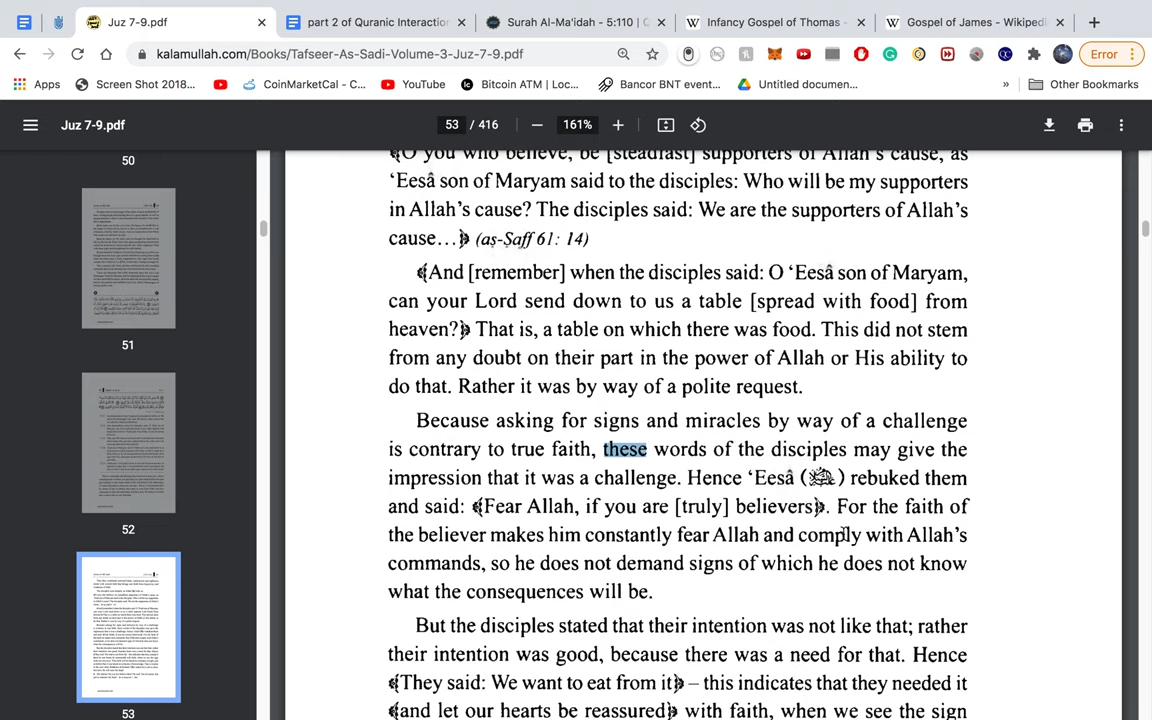 Juz 7-9.pdf
part 2 of Quranic Interaction
Surah Al-Ma'idah - 5:110 | Q
Infancy Gospel of Thomas -
Gospel of James - Wikiped
kalamullah.com/Books/Tafseer-As-Sadi-Volume-3-Juz-7-9.pdf
Error
Apps
Screen Shot 2018...
CoinMarketCal - C...
YouTube
Bitcoin ATM | Loc...
Bancor BNT event...
Untitled documen...
»
Other Bookmarks
Juz 7-9.pdf
53 / 416
161%
50
51
52
53
﴾O you who believe, be [steadfast] supporters of Allah's cause, as
‘Eesâ son of Maryam said to the disciples: Who will be my supporters
in Allah's cause? The disciples said: We are the supporters of Allah's
cause…﴿ (aṣ-Ṣaff 61: 14)
﴾And [remember] when the disciples said: O ‘Eesâ son of Maryam,
can your Lord send down to us a table [spread with food] from
heaven?﴿ That is, a table on which there was food. This did not stem
from any doubt on their part in the power of Allah or His ability to
do that. Rather it was by way of a polite request.
Because asking for signs and miracles by way of a challenge
is contrary to true faith, these words of the disciples may give the
impression that it was a challenge. Hence ‘Eesâ () rebuked them
and said: ﴾Fear Allah, if you are [truly] believers﴿. For the faith of
the believer makes him constantly fear Allah and comply with Allah's
commands, so he does not demand signs of which he does not know
what the consequences will be.
But the disciples stated that their intention was not like that; rather
their intention was good, because there was a need for that. Hence
﴾They said: We want to eat from it﴿ – this indicates that they needed it
﴾and let our hearts be reassured﴿ with faith, when we see the sign